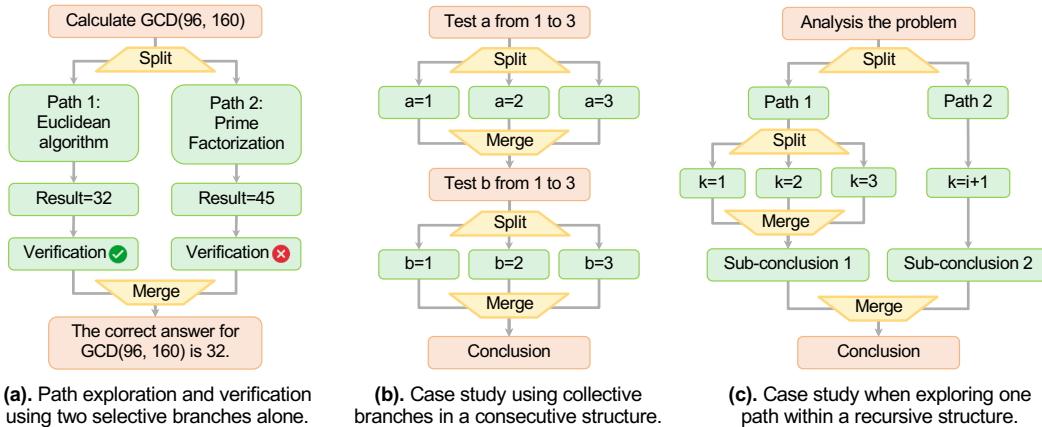 Calculate GCD(96, 160)
Split
Path 1:
Euclidean
algorithm
Path 2:
Prime
Factorization
Result=32
Result=45
Verification
Verification
Merge
The correct answer for
GCD(96, 160) is 32.
(a). Path exploration and verification
using two selective branches alone.
Test a from 1 to 3
Split
a=1
a=2
a=3
Merge
Test b from 1 to 3
Split
b=1
b=2
b=3
Merge
Conclusion
(b). Case study using collective
branches in a consecutive structure.
Analysis the problem
Split
Path 1
Path 2
Split
k=1
k=2
k=3
k=i+1
Merge
Sub-conclusion 1
Sub-conclusion 2
Merge
Conclusion
(c). Case study when exploring one
path within a recursive structure.